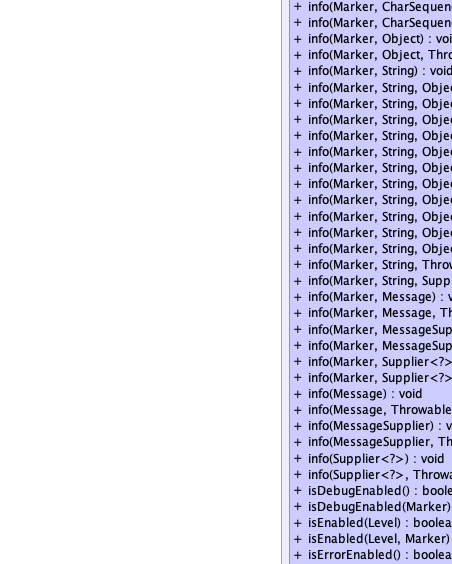 + info(Marker, CharSequen
+ info(Marker, CharSequen
+ info(Marker, Object) : voi
+ info(Marker, Object, Thro
+ info(Marker, String) : void
+ info(Marker, String, Objec
+ info(Marker, String, Objec
+ info(Marker, String, Objec
+ info(Marker, String, Objec
+ info(Marker, String, Objec
+ info(Marker, String, Objec
+ info(Marker, String, Objec
+ info(Marker, String, Objec
+ info(Marker, String, Objec
+ info(Marker, String, Objec
+ info(Marker, String, Objec
+ info(Marker, String, Throw
+ info(Marker, String, Suppl
+ info(Marker, Message) : v
+ info(Marker, Message, Th
+ info(Marker, MessageSup
+ info(Marker, MessageSup
+ info(Marker, Supplier<?>
+ info(Marker, Supplier<?>
+ info(Message) : void
+ info(Message, Throwable
+ info(MessageSupplier) : v
+ info(MessageSupplier, Th
+ info(Supplier<?>) : void
+ info(Supplier<?>, Throwa
+ isDebugEnabled() : boole
+ isDebugEnabled(Marker)
+ isEnabled(Level) : boolea
+ isEnabled(Level, Marker)
+ isErrorEnabled() : boolea